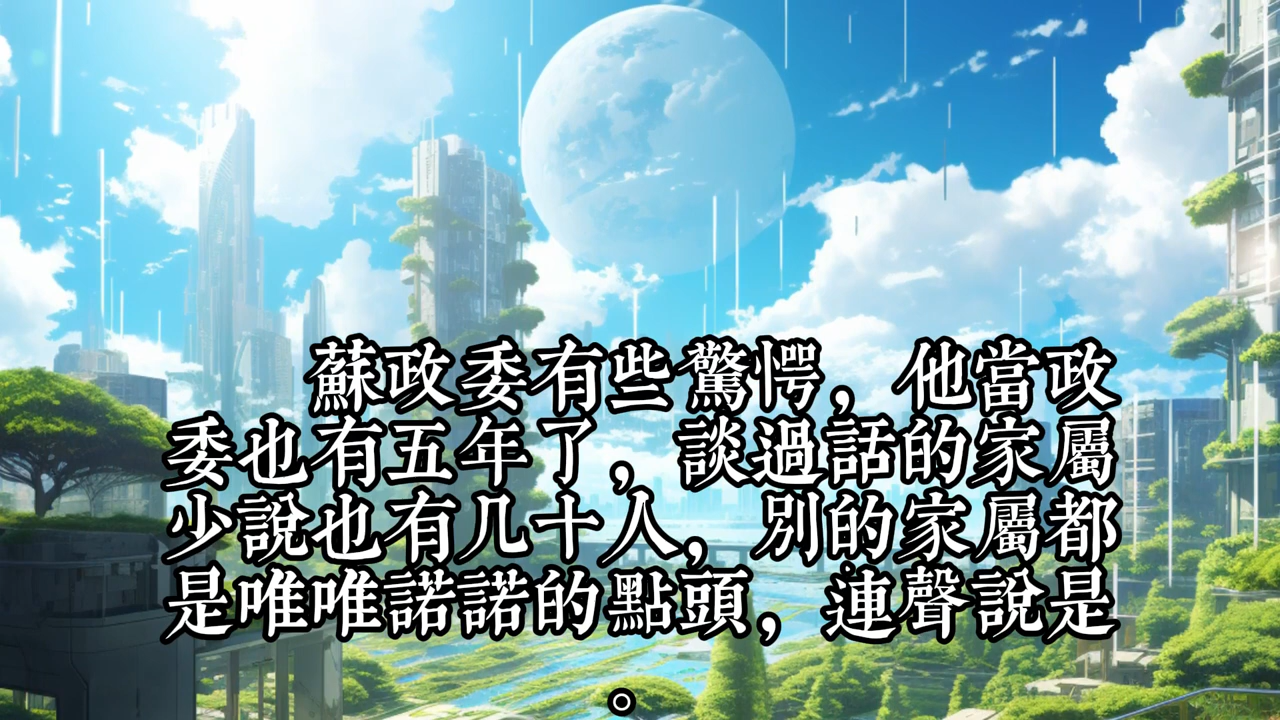 蘇政委有些驚愕，他當政
委也有五年了，談過話的家屬
少說也有几十人，別的家屬都
是唯唯諾諾的點頭，連聲說是
。